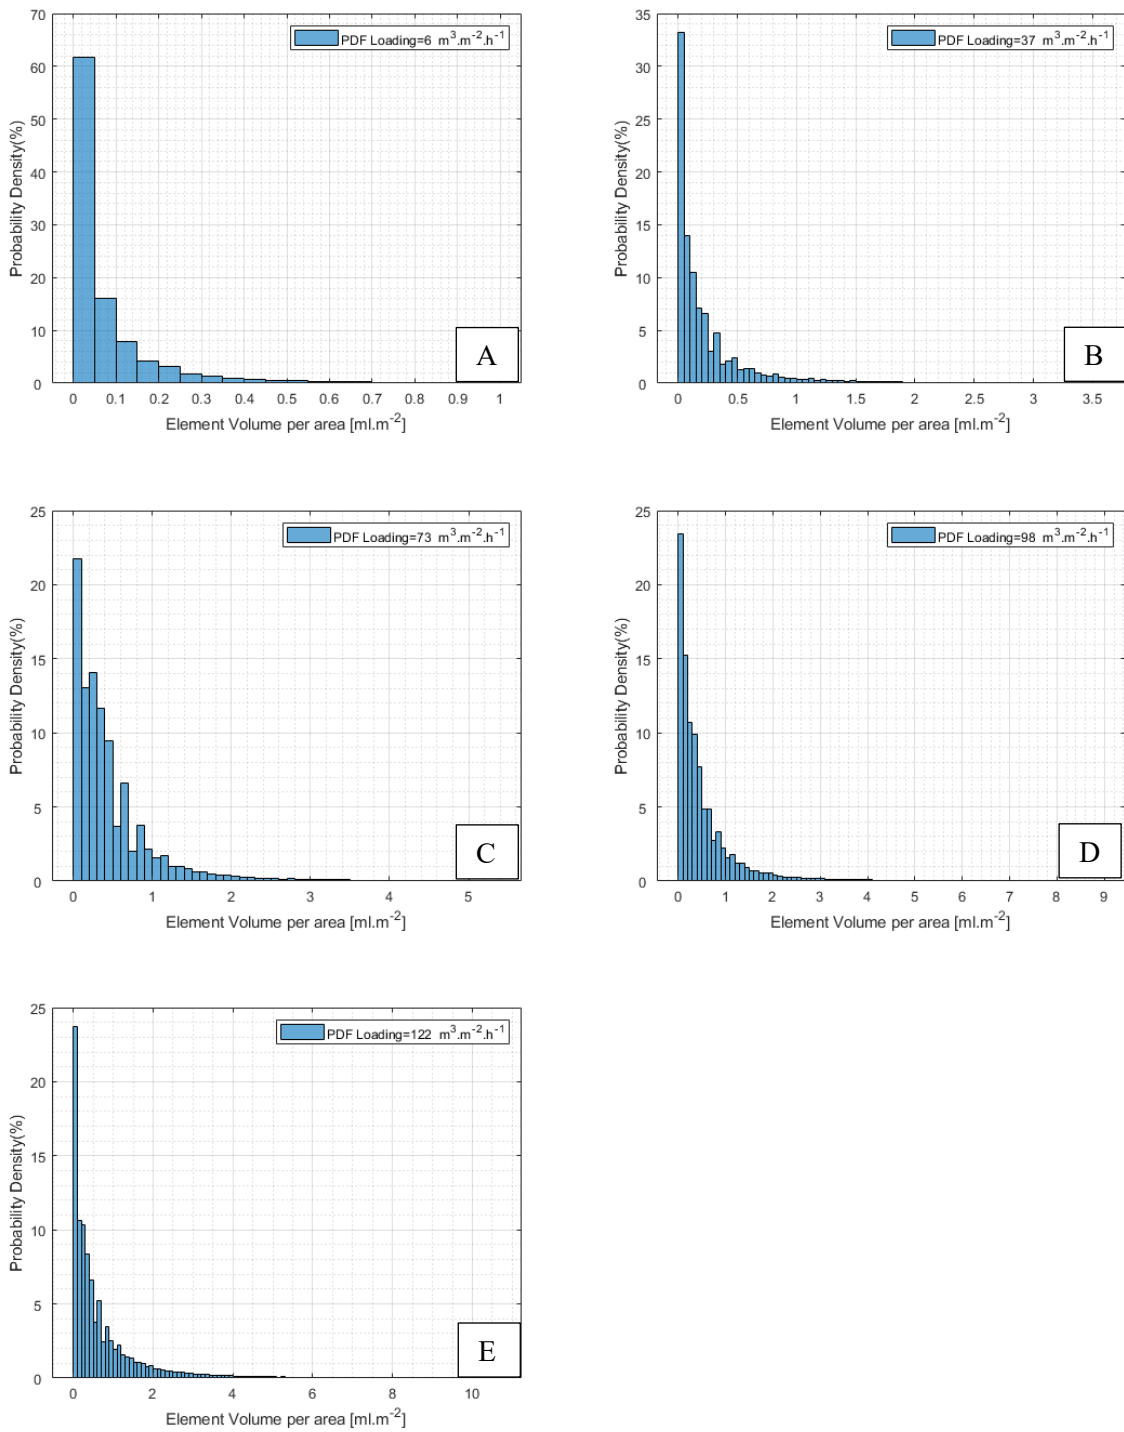 PDF Loading=6 m³.m⁻².h⁻¹
70
60
50
40
30
20
10
0
Probability Density(%)
0 0.1 0.2 0.3 0.4 0.5 0.6 0.7 0.8 0.9 1
Element Volume per area [ml.m⁻²]
A
PDF Loading=37 m³.m⁻².h⁻¹
35
30
25
20
15
10
5
0
Probability Density(%)
0 0.5 1 1.5 2 2.5 3 3.5
Element Volume per area [ml.m⁻²]
B
PDF Loading=73 m³.m⁻².h⁻¹
25
20
15
10
5
0
Probability Density(%)
0 1 2 3 4 5
Element Volume per area [ml.m⁻²]
C
PDF Loading=98 m³.m⁻².h⁻¹
25
20
15
10
5
0
Probability Density(%)
0 1 2 3 4 5 6 7 8 9
Element Volume per area [ml.m⁻²]
D
PDF Loading=122 m³.m⁻².h⁻¹
25
20
15
10
5
0
Probability Density(%)
0 2 4 6 8 10
Element Volume per area [ml.m⁻²]
E